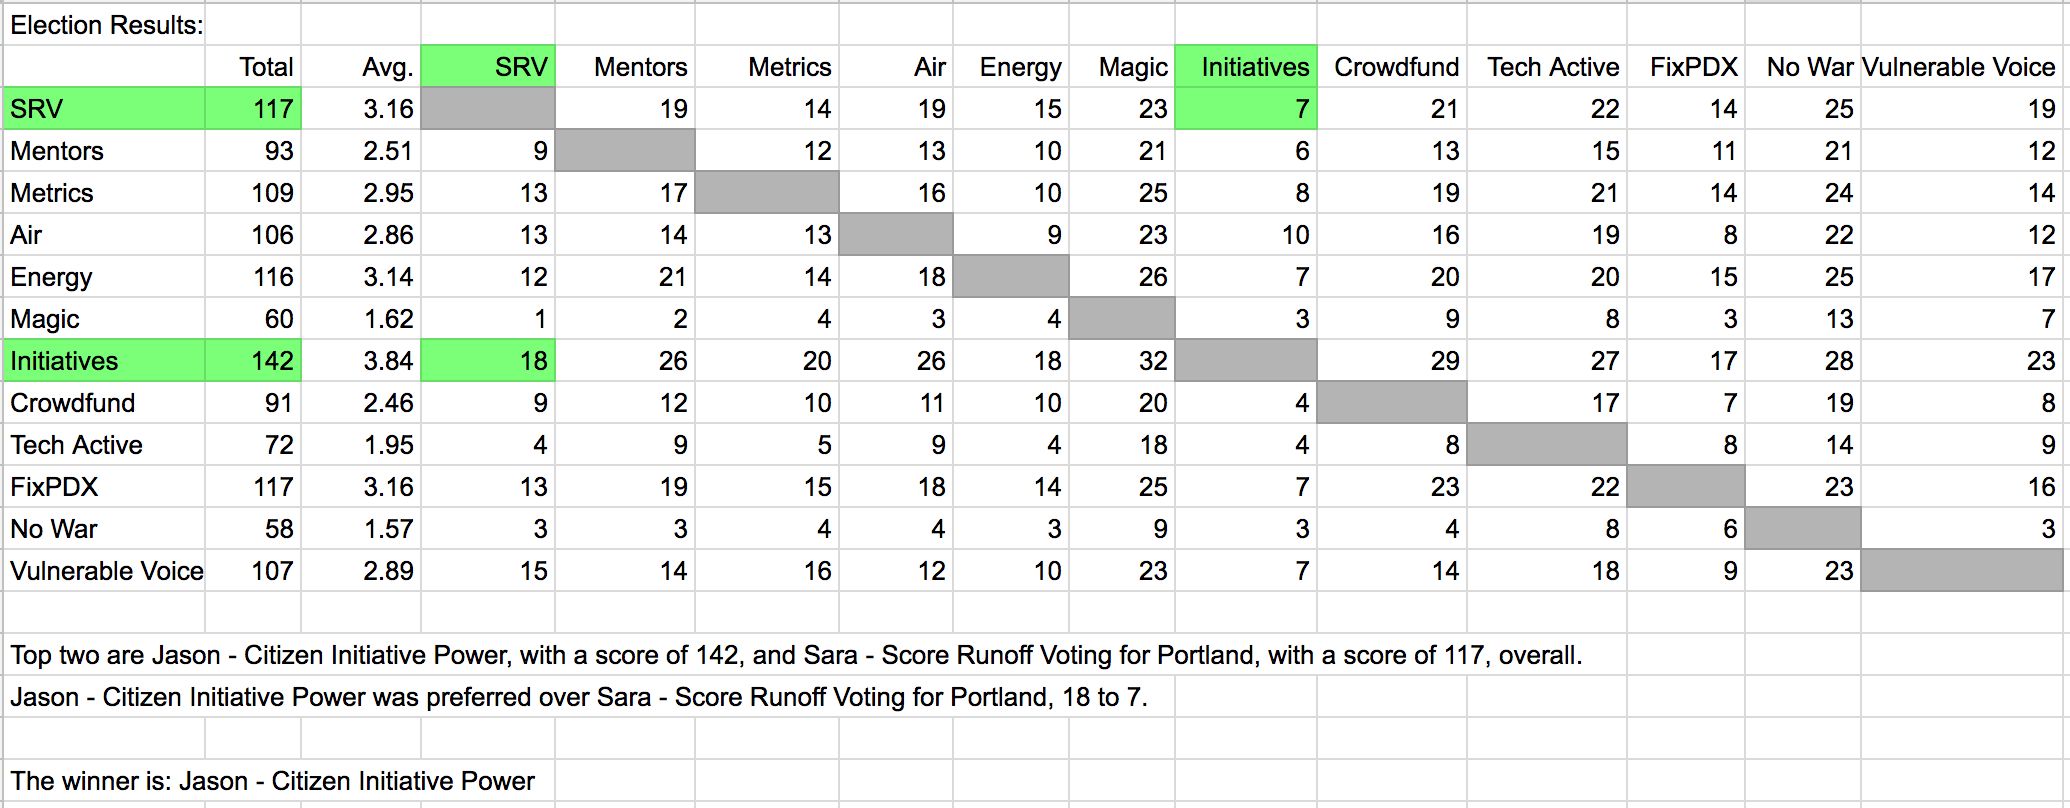 Election Results:
Total Avg. SRV Mentors Metrics Air Energy Magic Initiatives Crowdfund Tech Active FixPDX No War Vulnerable Voice
SRV 117 3.16 19 14 19 15 23 7 21 22 14 25 19
Mentors 93 2.51 9 12 13 10 21 6 13 15 11 21 12
Metrics 109 2.95 13 17 16 10 25 8 19 21 14 24 14
Air 106 2.86 13 14 13 9 23 10 16 19 8 22 12
Energy 116 3.14 12 21 14 18 26 7 20 20 15 25 17
Magic 60 1.62 1 2 4 3 4 3 9 8 3 13 7
Initiatives 142 3.84 18 26 20 26 18 32 29 27 17 28 23
Crowdfund 91 2.46 9 12 10 11 10 20 4 17 7 19 8
Tech Active 72 1.95 4 9 5 9 4 18 4 8 8 14 9
FixPDX 117 3.16 13 19 15 18 14 25 7 23 22 23 16
No War 58 1.57 3 3 4 4 3 9 3 4 8 6 3
Vulnerable Voice 107 2.89 15 14 16 12 10 23 7 14 18 9 23
Top two are Jason - Citizen Initiative Power, with a score of 142, and Sara - Score Runoff Voting for Portland, with a score of 117, overall.
Jason - Citizen Initiative Power was preferred over Sara - Score Runoff Voting for Portland, 18 to 7.
The winner is: Jason - Citizen Initiative Power